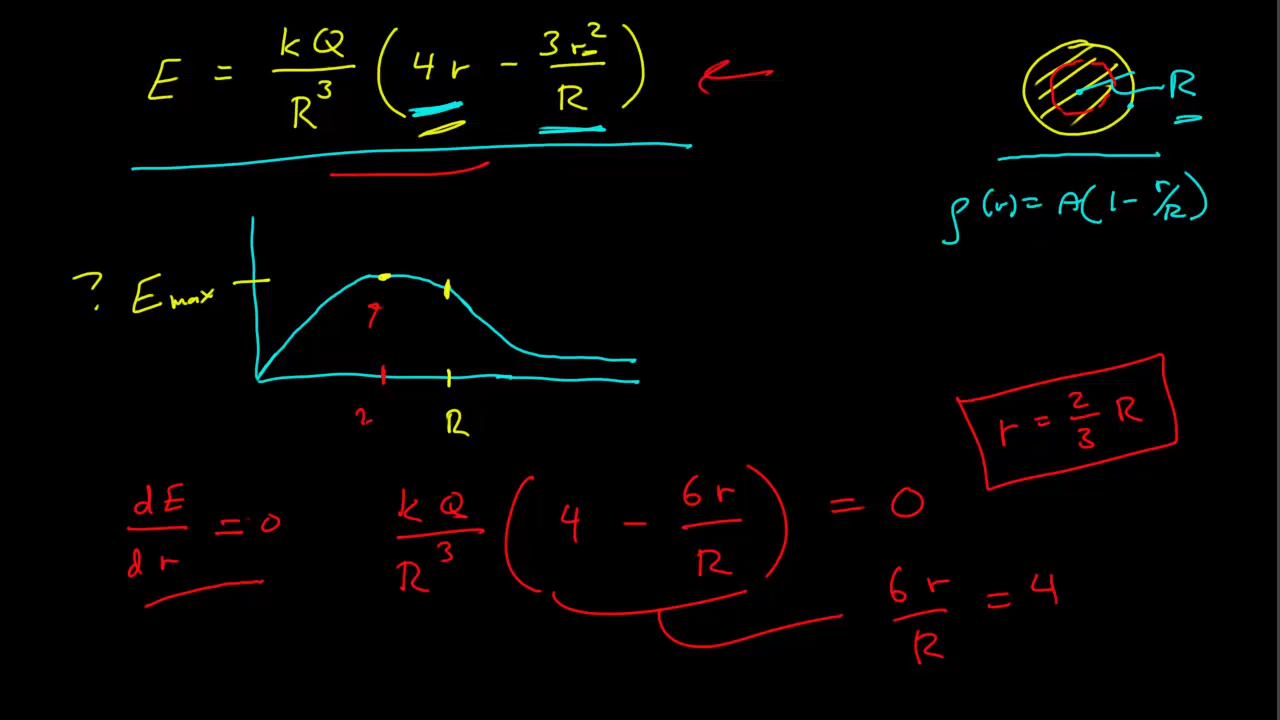 E = kQ/R³ (4r - 3r²/R)
R
ρ(r) = A(1 - r/R)
? Emax
2
R
r = 2/3 R
dE/dr = 0
kQ/R³ (4 - 6r/R) = 0
6r/R = 4